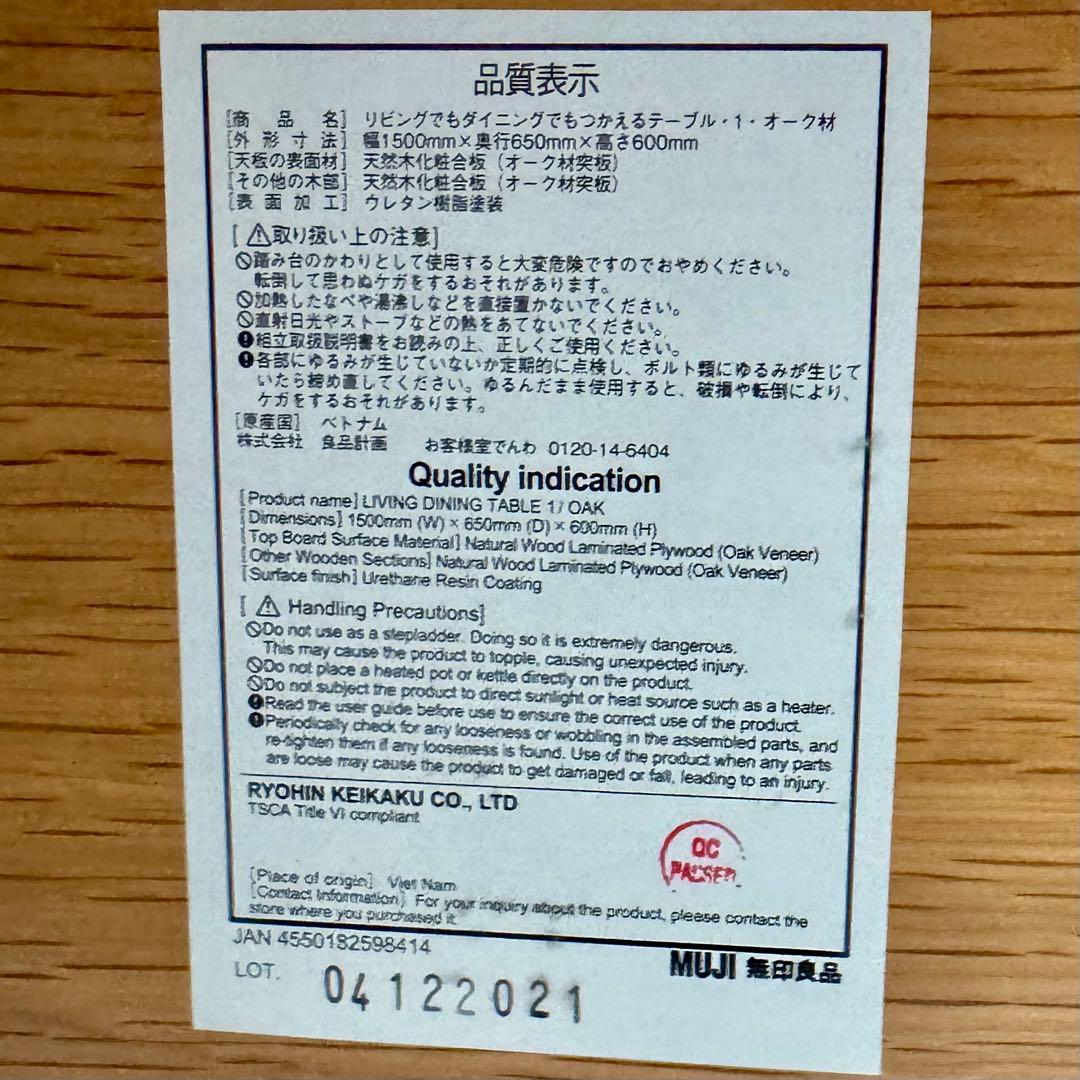 品質表示
[商品名] リビングでもダイニングでもつかえるテーブル・1・オーク材
[外形寸法] 幅1500mm×奥行650mm×高さ600mm
[天板の表面材] 天然木化粧合板(オーク材突板)
[その他の木部] 天然木化粧合板(オーク材突板)
[表面加工] ウレタン樹脂塗装
[⚠取り扱い上の注意]
🚫踏み台のかわりとして使用すると大変危険ですのでおやめください。
転倒して思わぬケガをするおそれがあります。
🚫加熱したなべや湯沸しなどを直接置かないでください。
🚫直射日光やストーブなどの熱をあてないでください。
❗組立取扱説明書をお読みの上、正しくご使用ください。
❗各部にゆるみが生じていないか定期的に点検し、ボルト類にゆるみが生じて
いたら締め直してください。ゆるんだまま使用すると、破損や転倒により、
ケガをするおそれがあります。
[原産国] ベトナム
株式会社 良品計画 お客様室でんわ 0120-14-6404
Quality indication
[Product name] LIVING DINING TABLE 1/ OAK
[Dimensions] 1500mm (W) × 650mm (D) × 600mm (H)
[Top Board Surface Material] Natural Wood Laminated Plywood (Oak Veneer)
[Other Wooden Sections] Natural Wood Laminated Plywood (Oak Veneer)
[Surface finish] Urethane Resin Coating
[⚠ Handling Precautions]
🚫Do not use as a stepladder. Doing so it is extremely dangerous.
This may cause the product to topple, causing unexpected injury.
🚫Do not place a heated pot or kettle directly on the product.
🚫Do not subject the product to direct sunlight or heat source such as a heater.
❗Read the user guide before use to ensure the correct use of the product.
❗Periodically check for any looseness or wobbling in the assembled parts, and
re-tighten them if any looseness is found. Use of the product when any parts
are loose may cause the product to get damaged or fall, leading to an injury.
RYOHIN KEIKAKU CO., LTD
TSCA Title VI compliant
QC
PASSED
[Place of origin] Viet Nam
[Contact Information] For your inquiry about the product, please contact the
store where you purchased it
JAN 4550182598414
MUJI 無印良品
LOT. 04122021